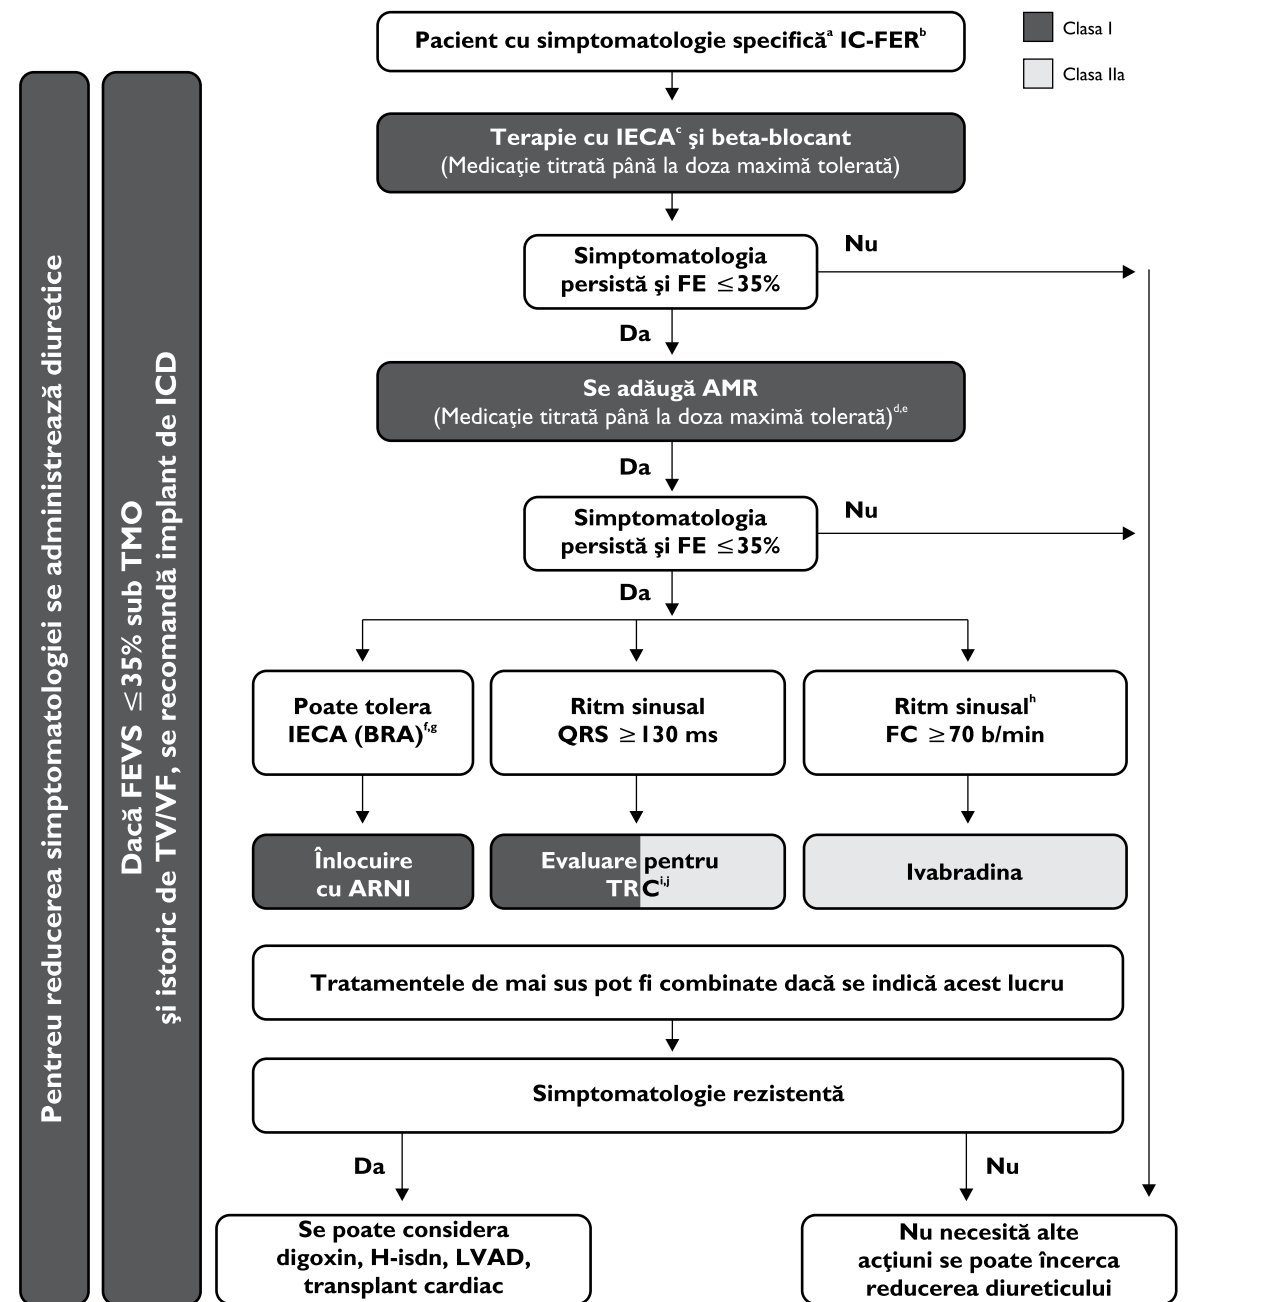 Pacient cu simptomatologie specificăᵃ IC-FERᵇ
Clasa I
Clasa IIa
Pentreu reducerea simptomatologiei se administrează diuretice
Dacă FEVS ≤35% sub TMO
şi istoric de TV/VF, se recomandă implant de ICD
Terapie cu IECAᶜ şi beta-blocant
(Medicaţie titrată până la doza maximă tolerată)
Simptomatologia
persistă şi FE ≤35%
Nu
Da
Se adăugă AMR
(Medicaţie titrată până la doza maximă tolerată)ᵈ,ᵉ
Da
Simptomatologia
persistă şi FE ≤35%
Nu
Da
Poate tolera
IECA (BRA)ᶠ,ᵍ
Ritm sinusal
QRS ≥130 ms
Ritm sinusalʰ
FC ≥70 b/min
Înlocuire
cu ARNI
Evaluare pentru
TRCⁱ,ʲ
Ivabradina
Tratamentele de mai sus pot fi combinate dacă se indică acest lucru
Simptomatologie rezistentă
Da
Nu
Se poate considera
digoxin, H-isdn, LVAD,
transplant cardiac
Nu necesită alte
acţiuni se poate încerca
reducerea diureticului